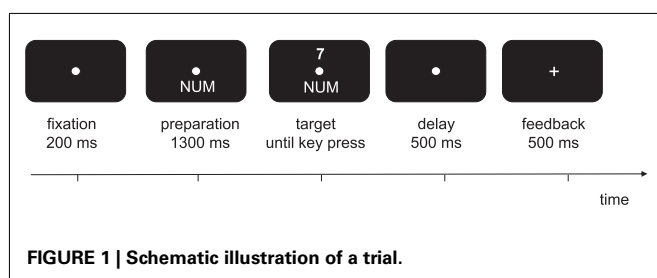 7
NUM
NUM
+
fixation
200 ms
preparation
1300 ms
target
until key press
delay
500 ms
feedback
500 ms
time
FIGURE 1 | Schematic illustration of a trial.